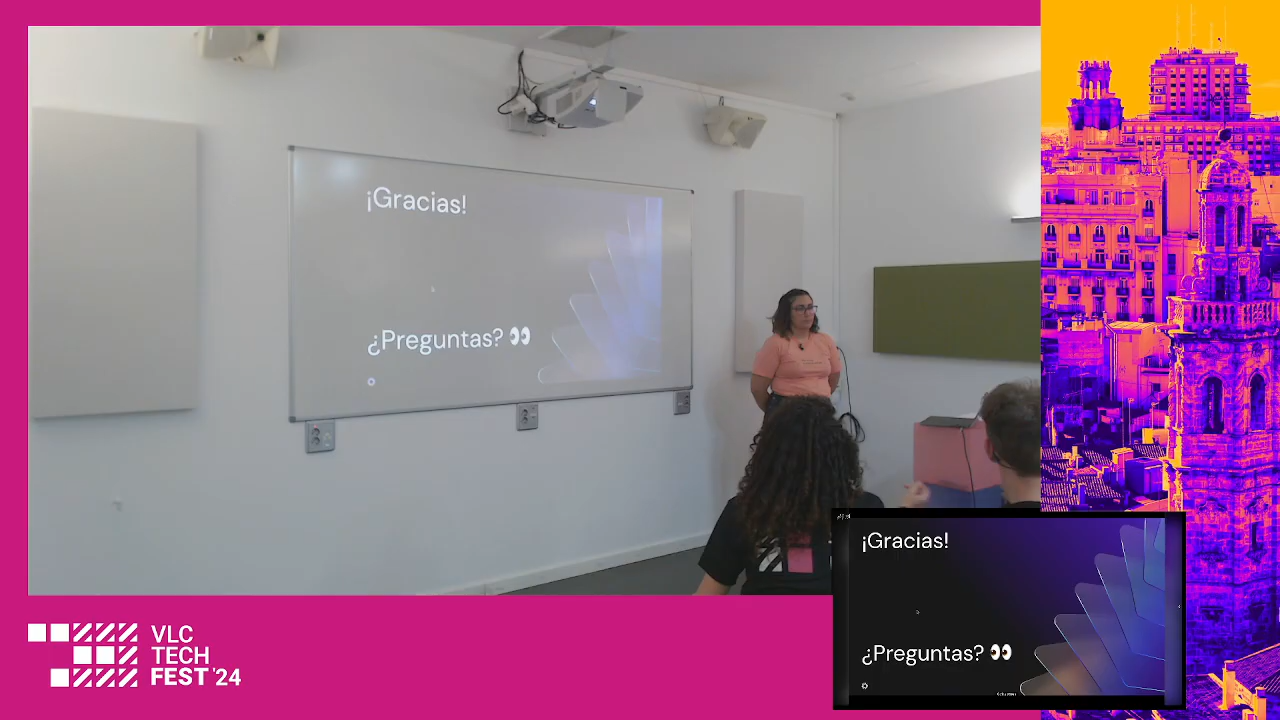 ¡Gracias!
¿Preguntas? 👀
¡Gracias!
¿Preguntas? 👀
VLC
TECH
FEST '24